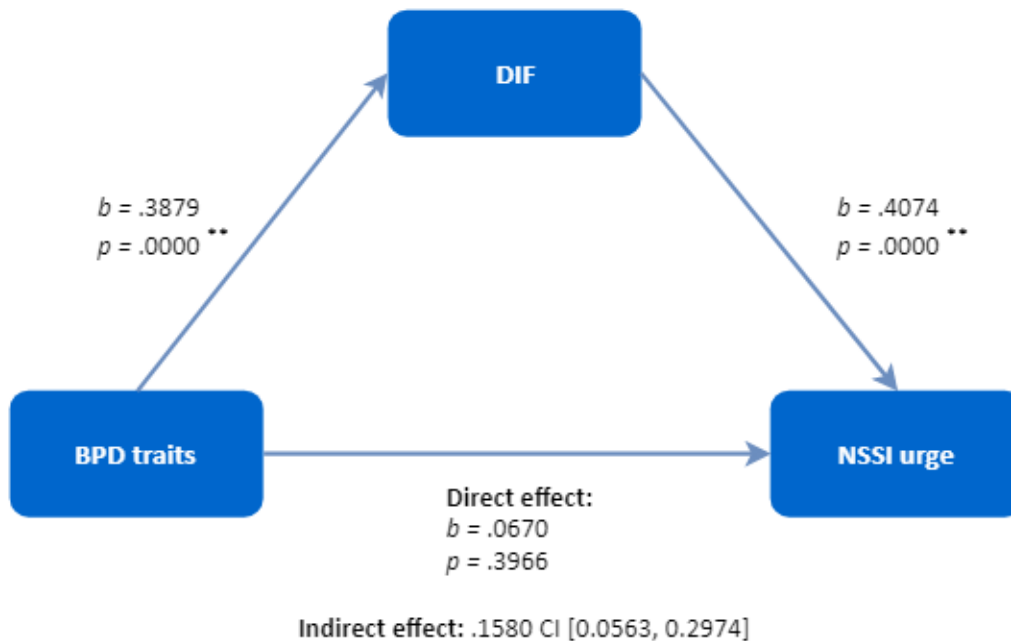 DIF
b = .3879
p = .0000 **
b = .4074
p = .0000 **
BPD traits
NSSI urge
Direct effect:
b = .0670
p = .3966
Indirect effect: .1580 CI [0.0563, 0.2974]